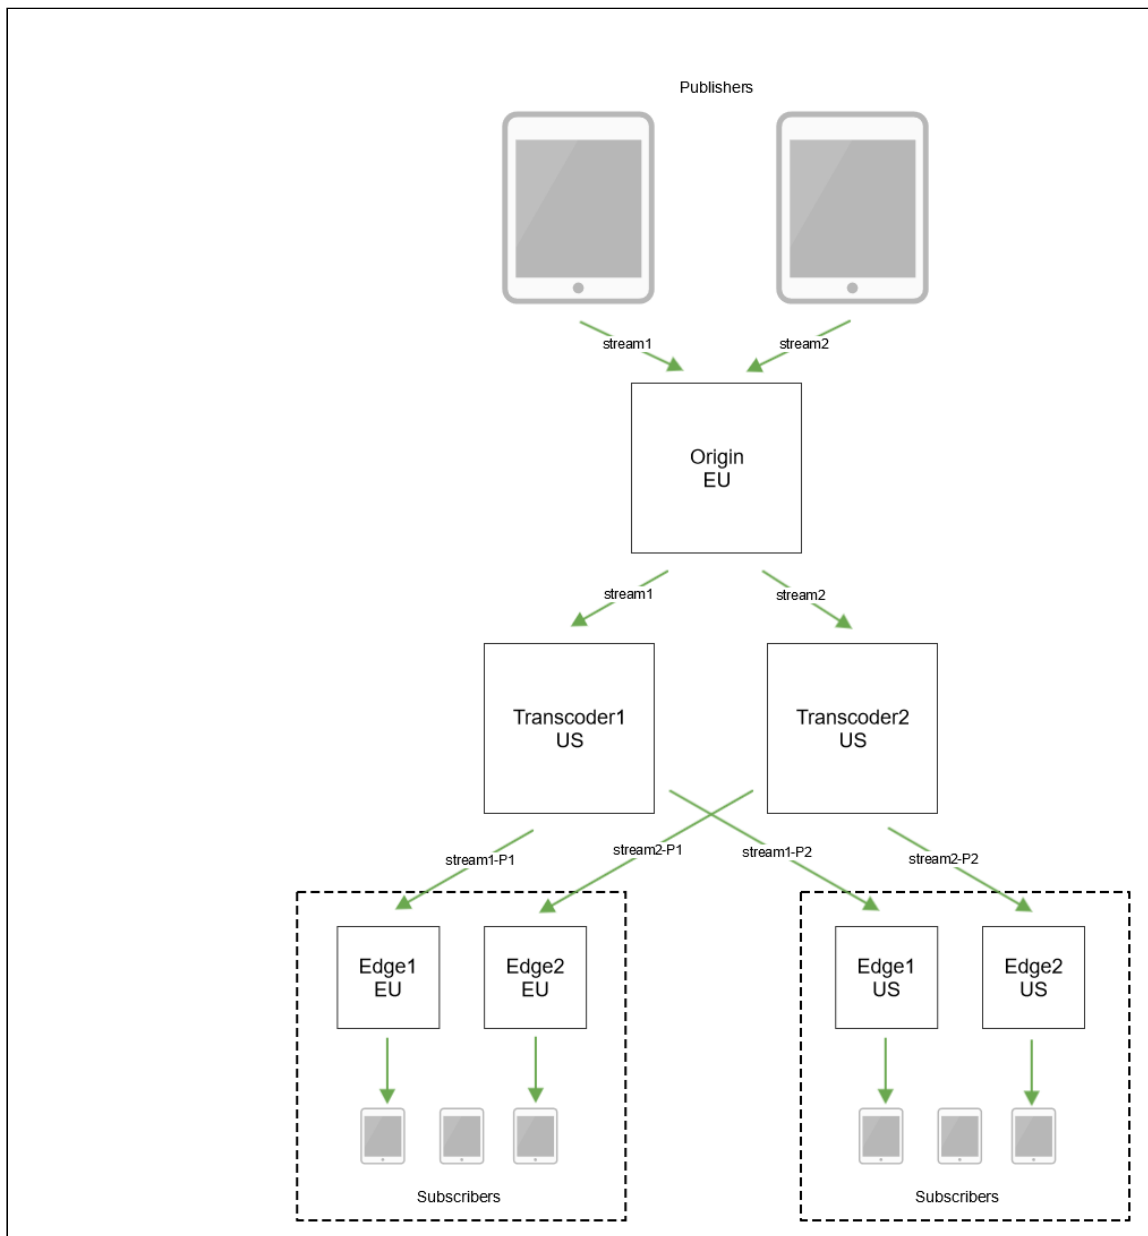 Publishers
stream1
stream2
Origin
EU
stream1
stream2
Transcoder1
US
Transcoder2
US
stream1-P1
stream2-P1
stream1-P2
stream2-P2
Edge1
EU
Edge2
EU
Edge1
US
Edge2
US
Subscribers
Subscribers